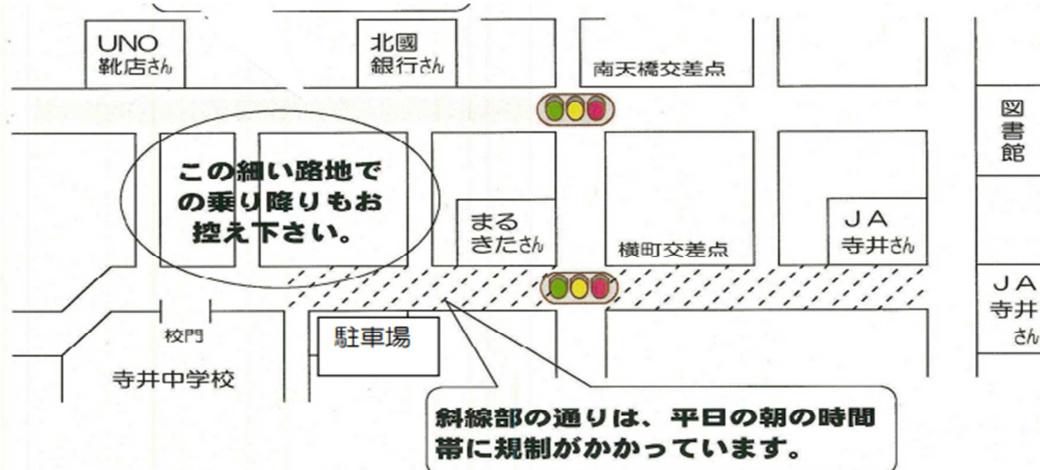 UNO
靴店さん
北國
銀行さん
南天橋交差点
図
書
館
この細い路地で
の乗り降りもお
控え下さい。
まる
きたさん
横町交差点
JA
寺井さん
JA
寺井
さん
校門
駐車場
寺井中学校
斜線部の通りは、平日の朝の時間
帯に規制がかかっています。